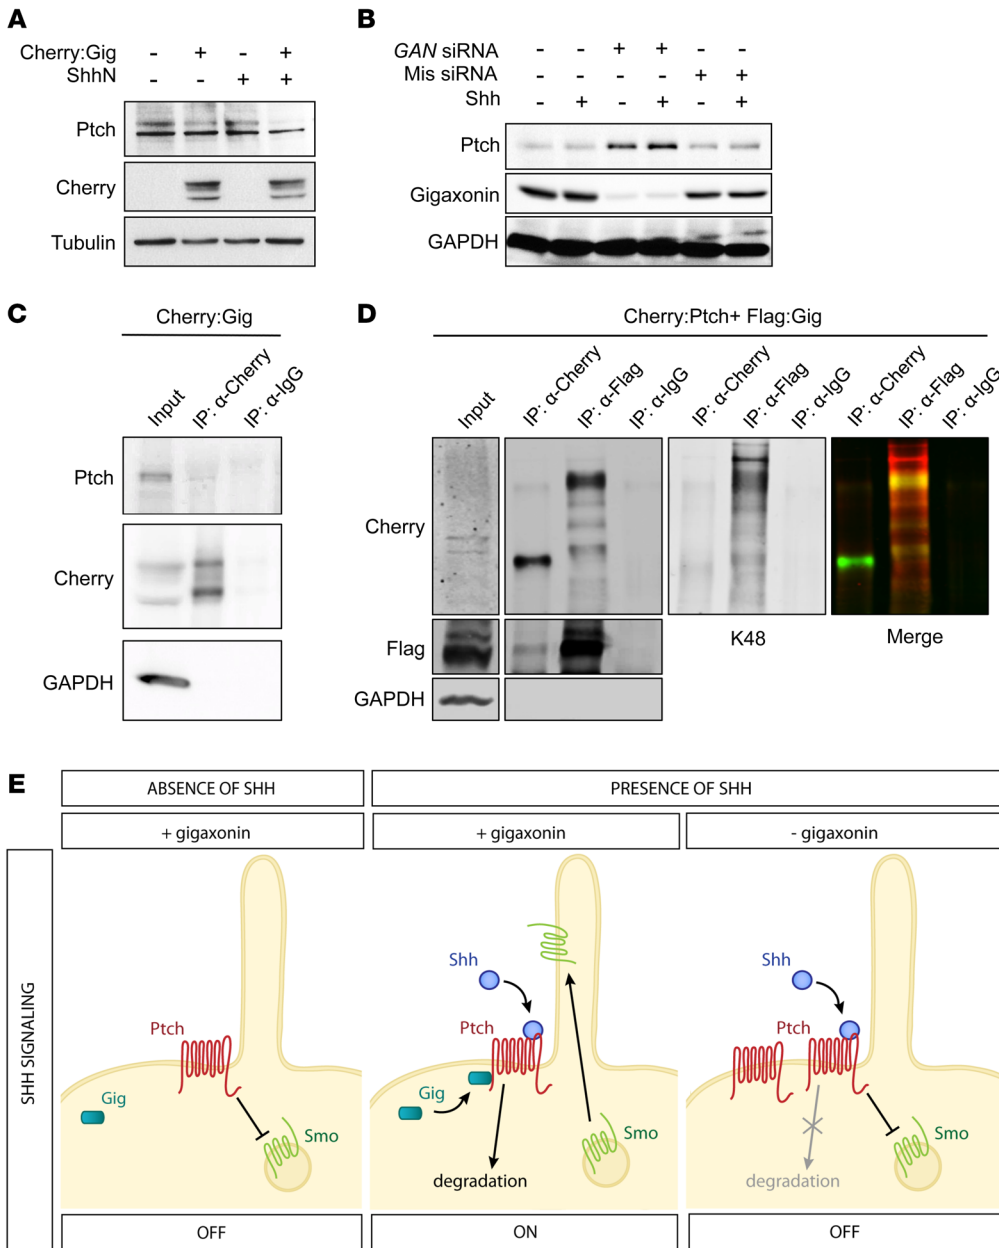 A
Cherry:Gig - + - +
ShhN - - + +
Ptch
Cherry
Tubulin
B
GAN siRNA - - + + - -
Mis siRNA - - - - + +
Shh - + - + - +
Ptch
Gigaxonin
GAPDH
C
Cherry:Gig
Input IP: α-Cherry IP: α-IgG
Ptch
Cherry
GAPDH
D
Cherry:Ptch+ Flag:Gig
Input IP: α-Cherry IP: α-Flag IP: α-IgG IP: α-Cherry IP: α-Flag IP: α-IgG IP: α-Cherry IP: α-Flag IP: α-IgG
Cherry
Flag
GAPDH
K48
Merge
E
ABSENCE OF SHH
PRESENCE OF SHH
+ gigaxonin
+ gigaxonin
- gigaxonin
SHH SIGNALING
Ptch
Gig
Smo
OFF
Shh
Ptch
Gig
Smo
degradation
ON
Shh
Ptch
Smo
degradation
OFF